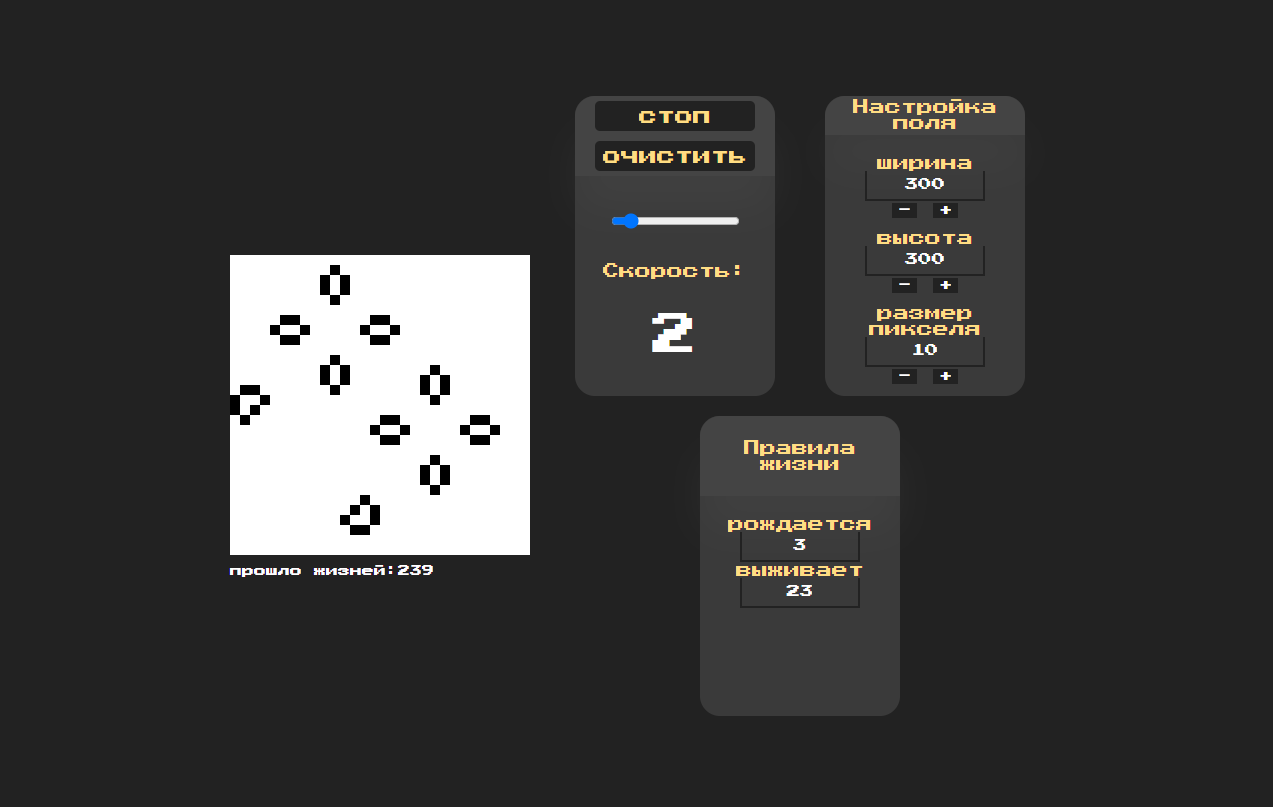 стоп
очистить
Скорость:
2
Настройка
поля
ширина
300
- +
высота
300
- +
размер
пикселя
10
- +
прошло жизней:239
Правила
жизни
рождается
3
выживает
23